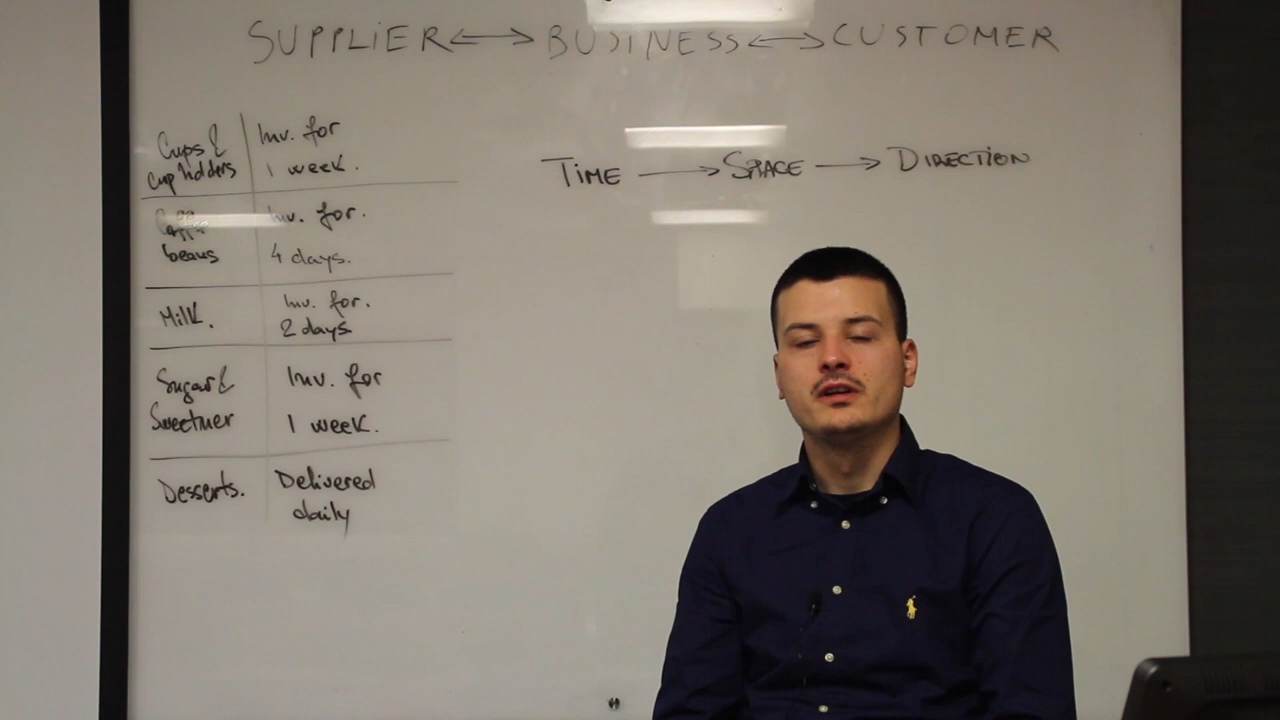 SUPPLIER <-> BUSINESS <-> CUSTOMER
TIME → SPACE → DIRECTION
Cups & Inv. for
cup holders 1 week.
Coffee Inv. for.
beans 4 days.
Milk. Inv. for.
2 days
Sugar & Inv. for
Sweetner 1 week.
Desserts. Delivered
daily